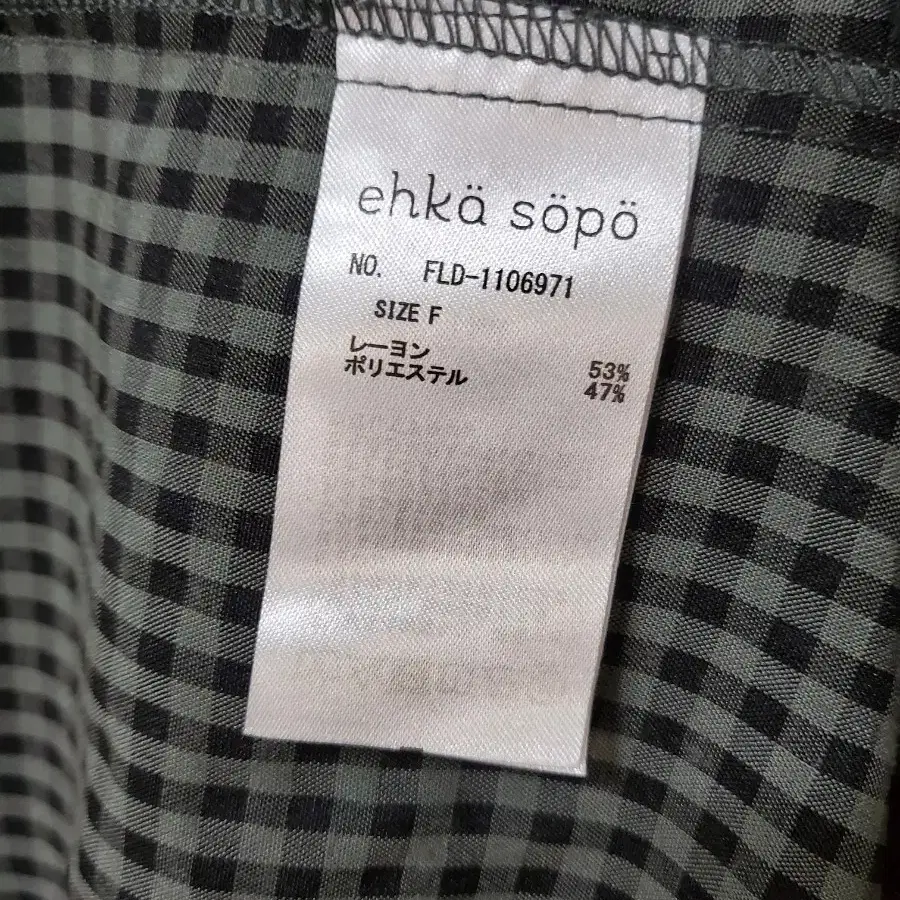 ehkä söpö
NO. FLD-1106971
SIZE F
レーヨン 53%
ポリエステル 47%